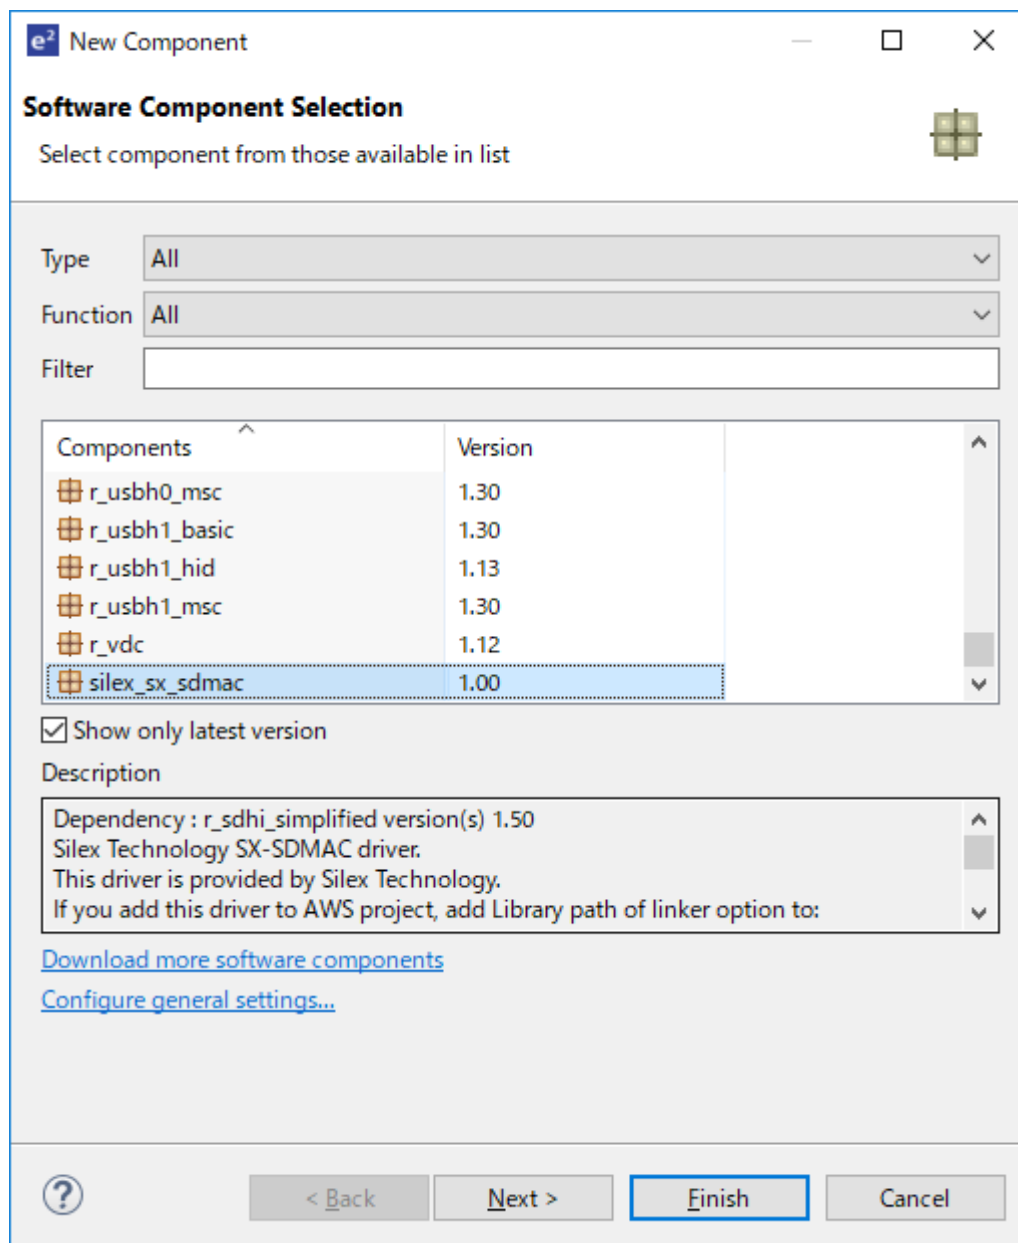 e² New Component
Software Component Selection
Select component from those available in list
Type All
Function All
Filter
Components Version
r_usbh0_msc 1.30
r_usbh1_basic 1.30
r_usbh1_hid 1.13
r_usbh1_msc 1.30
r_vdc 1.12
silex_sx_sdmac 1.00
Show only latest version
Description
Dependency : r_sdhi_simplified version(s) 1.50
Silex Technology SX-SDMAC driver.
This driver is provided by Silex Technology.
If you add this driver to AWS project, add Library path of linker option to:
Download more software components
Configure general settings...
? < Back Next > Finish Cancel